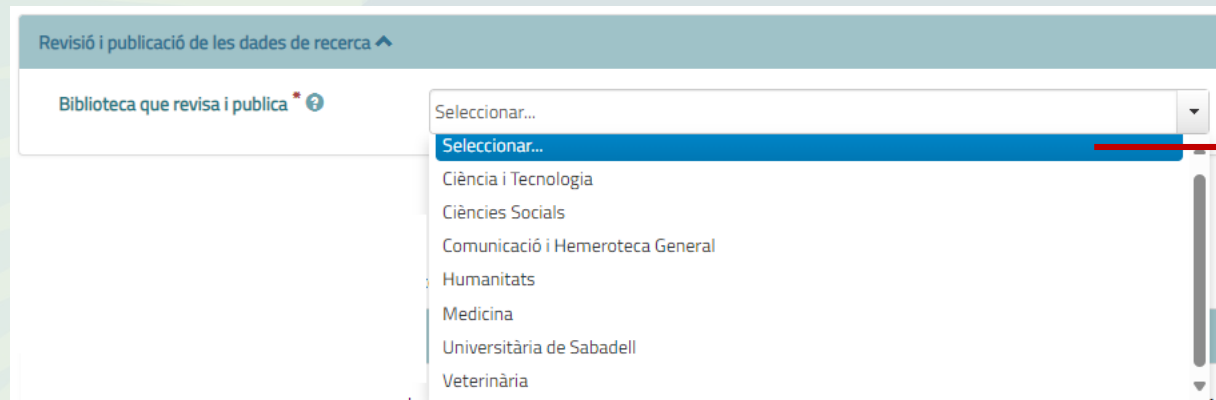 Revisió i publicació de les dades de recerca
Biblioteca que revisa i publica *
Seleccionar...
Seleccionar...
Ciència i Tecnologia
Ciències Socials
Comunicació i Hemeroteca General
Humanitats
Medicina
Universitària de Sabadell
Veterinària